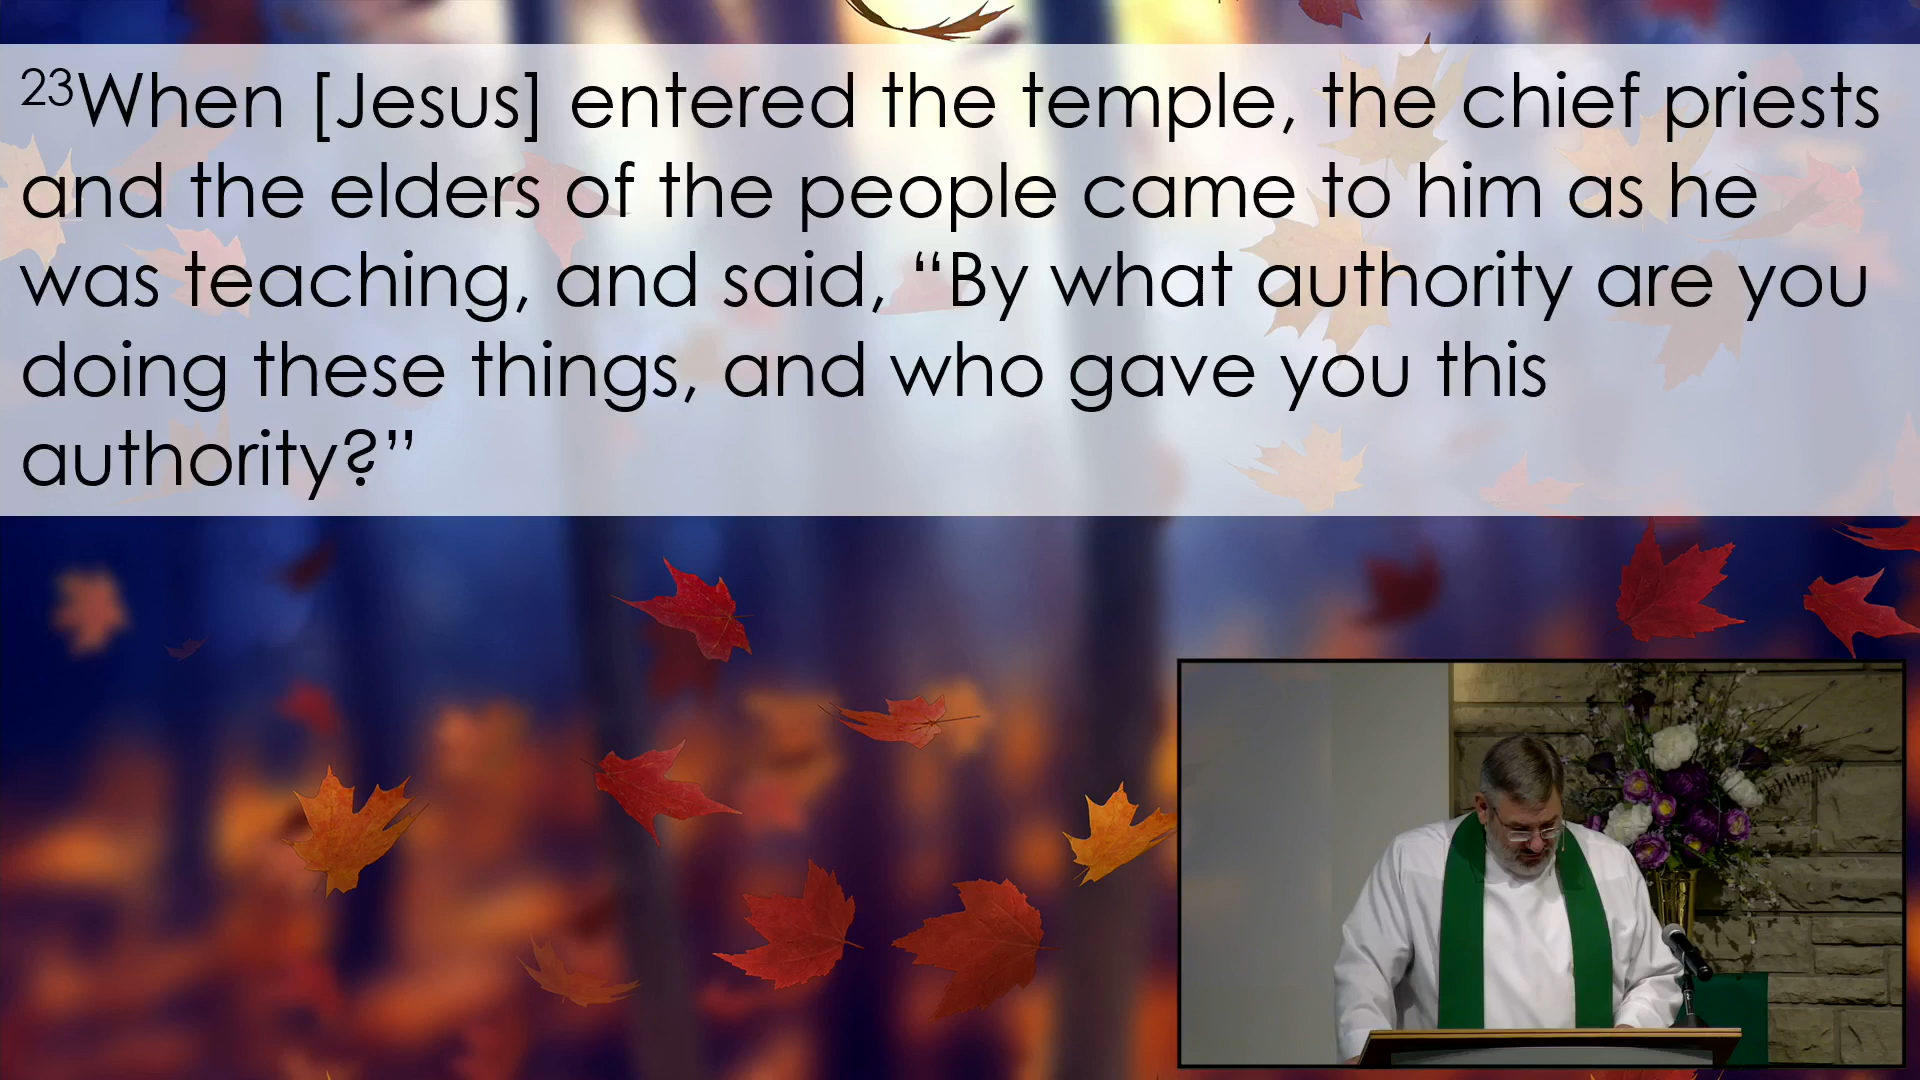 23When [Jesus] entered the temple, the chief priests
and the elders of the people came to him as he
was teaching, and said, “By what authority are you
doing these things, and who gave you this
authority?”